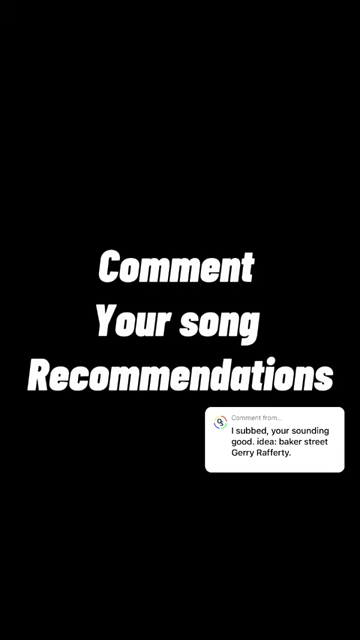 Comment
Your song
Recommendations
Comment from...
I subbed, your sounding
good. idea: baker street
Gerry Rafferty.